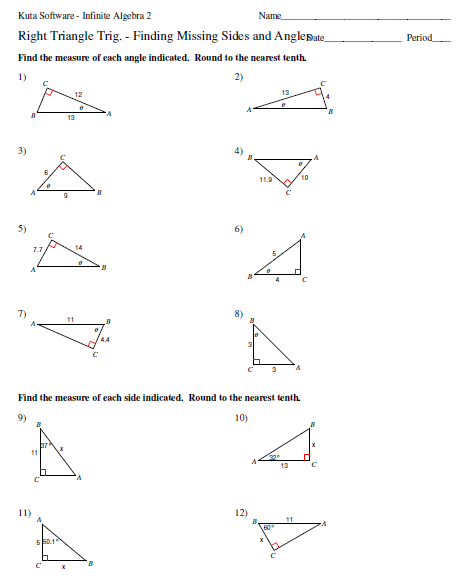 Kuta Software - Infinite Algebra 2 Name
Right Triangle Trig. - Finding Missing Sides and Angles Date Period
Find the measure of each angle indicated. Round to the nearest tenth.
1) 2)
C 12 θ B 13 A
C 13 4 θ A B
3) 4)
C 6 θ A 9 B
B A θ 11.9 10 C
5) 6)
C 7.7 14 θ A B
A 5 θ B 4 C
7) 8)
A 11 B θ 4.4 C
B θ 3 C 3 A
Find the measure of each side indicated. Round to the nearest tenth.
9) 10)
B 37° 11 x C A
B x 32° A 13 C
11) 12)
A 5 50.1° C x B
B 11 A 60° x C